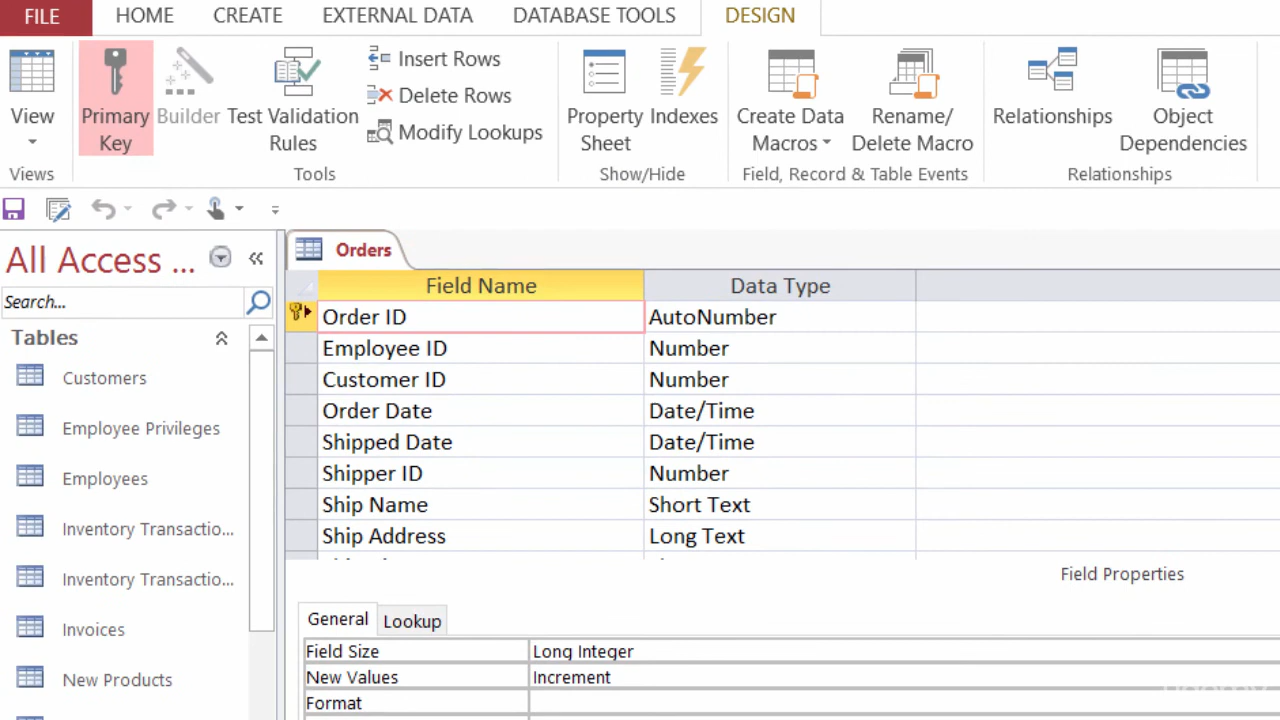 FILE HOME CREATE EXTERNAL DATA DATABASE TOOLS DESIGN
View
Primary Key
Builder
Test Validation Rules
Insert Rows
Delete Rows
Modify Lookups
Property Sheet
Indexes
Create Data Macros
Rename/ Delete Macro
Relationships
Object Dependencies
Views
Tools
Show/Hide
Field, Record & Table Events
Relationships
All Access ...
Search...
Tables
Customers
Employee Privileges
Employees
Inventory Transactio...
Inventory Transactio...
Invoices
New Products
Orders
Field Name Data Type
Order ID AutoNumber
Employee ID Number
Customer ID Number
Order Date Date/Time
Shipped Date Date/Time
Shipper ID Number
Ship Name Short Text
Ship Address Long Text
Field Properties
General Lookup
Field Size Long Integer
New Values Increment
Format